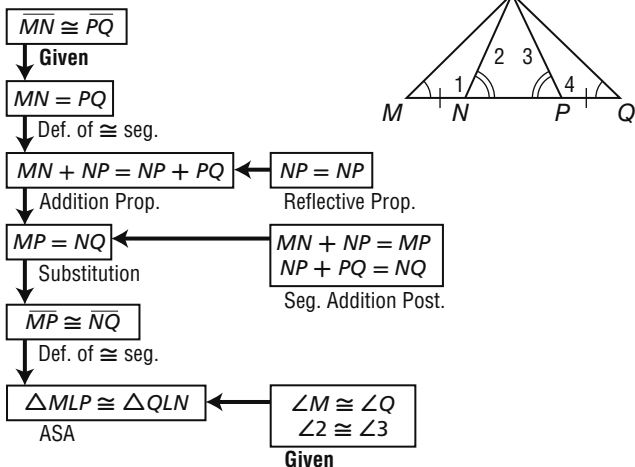 MN ≅ PQ
Given
MN = PQ
Def. of ≅ seg.
MN + NP = NP + PQ
NP = NP
Addition Prop.
Reflective Prop.
MP = NQ
MN + NP = MP
NP + PQ = NQ
Substitution
Seg. Addition Post.
MP ≅ NQ
Def. of ≅ seg.
△MLP ≅ △QLN
∠M ≅ ∠Q
∠2 ≅ ∠3
ASA
Given
2 3
1 4
M N P Q